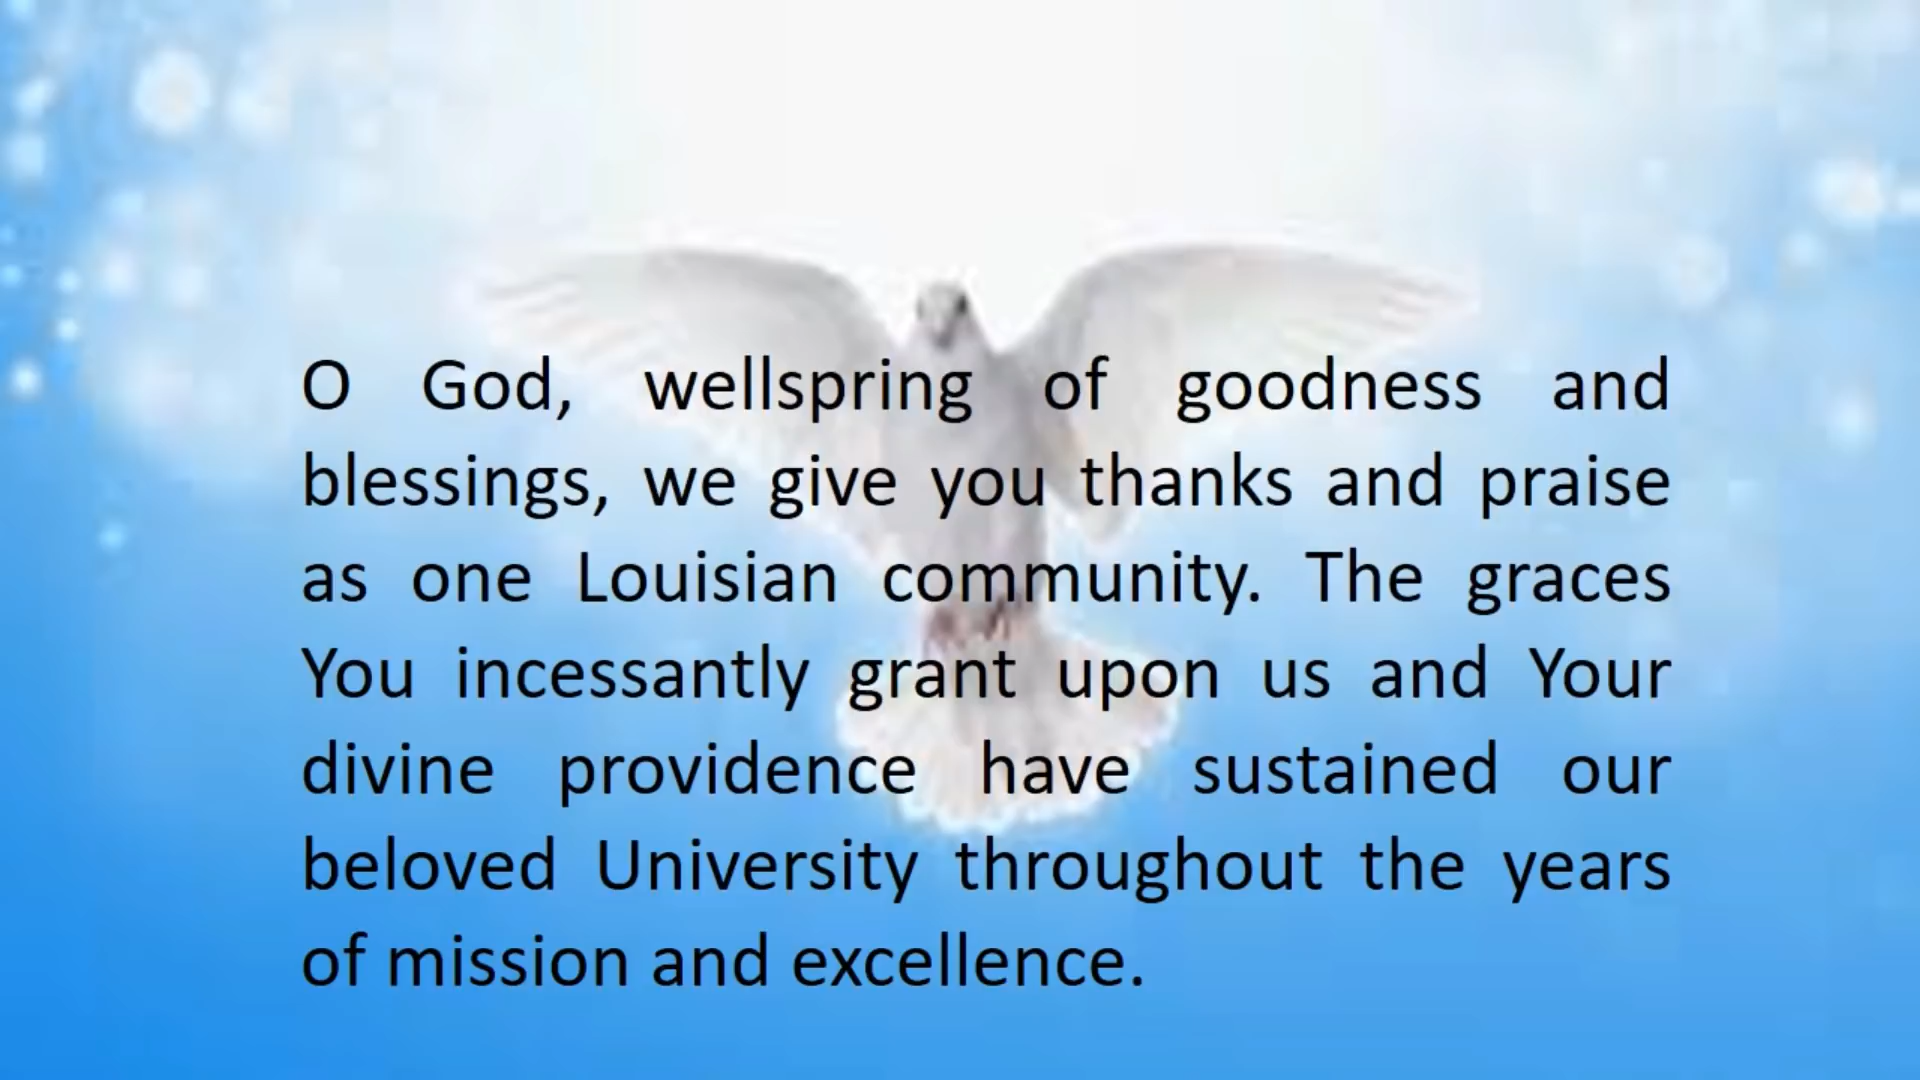 O God, wellspring of goodness and
blessings, we give you thanks and praise
as one Louisian community. The graces
You incessantly grant upon us and Your
divine providence have sustained our
beloved University throughout the years
of mission and excellence.